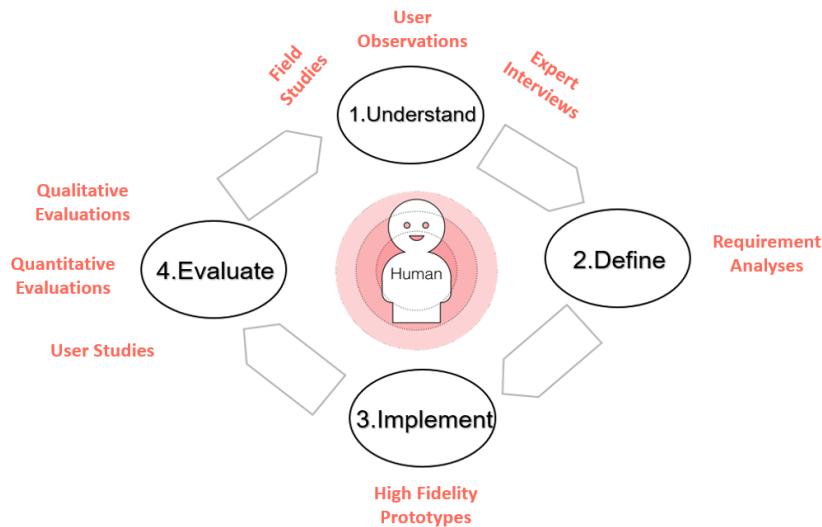 User
Observations
Field
Studies
Expert
Interviews
1.Understand
Qualitative
Evaluations
Quantitative
Evaluations
User Studies
4.Evaluate
Human
2.Define
Requirement
Analyses
3.Implement
High Fidelity
Prototypes